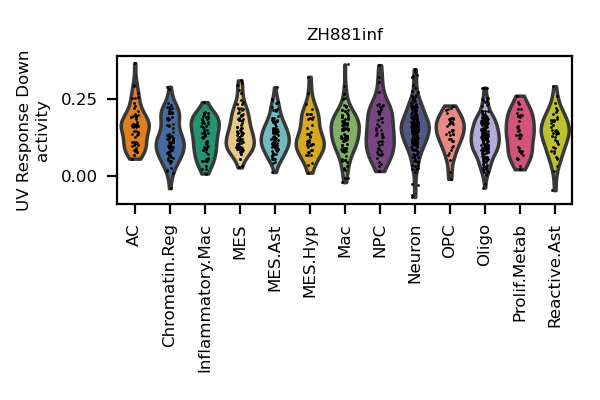 ZH881inf
UV Response Down
activity
0.25
0.00
AC
Chromatin.Reg
Inflammatory.Mac
MES
MES.Ast
MES.Hyp
Mac
NPC
Neuron
OPC
Oligo
Prolif.Metab
Reactive.Ast